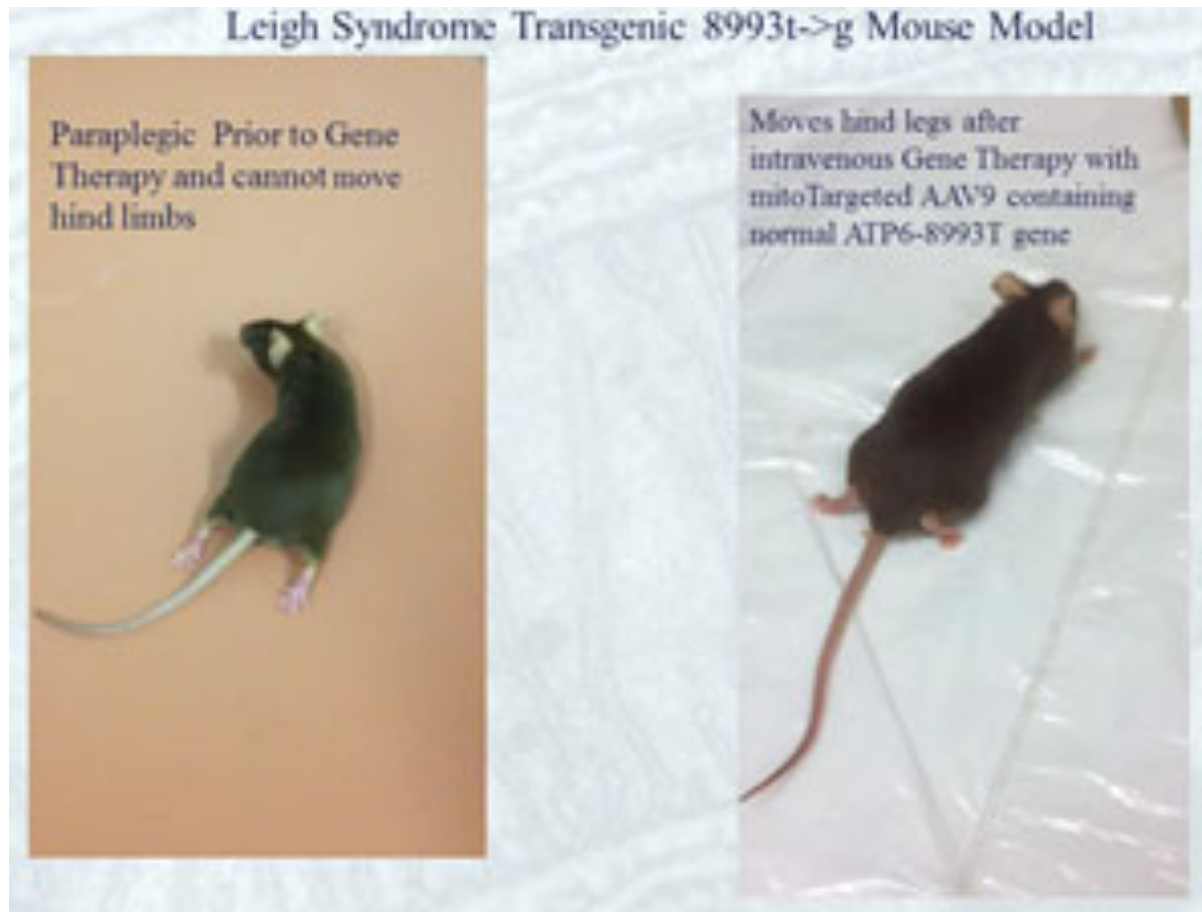 Leigh Syndrome Transgenic 8993t->g Mouse Model
Paraplegic Prior to Gene
Therapy and cannot move
hind limbs
Moves hind legs after
intravenous Gene Therapy with
mitoTargeted AAV9 containing
normal ATP6-8993T gene